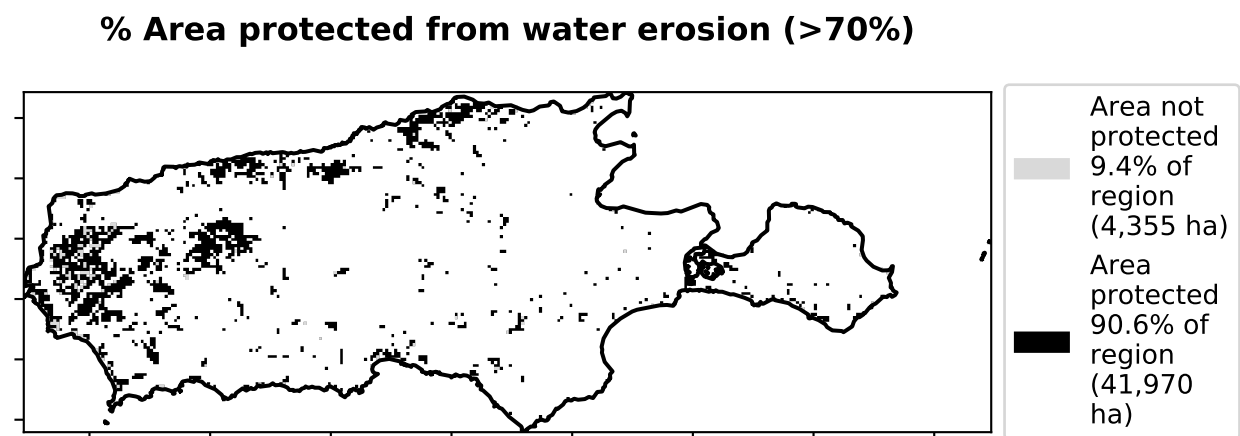 % Area protected from water erosion (>70%)
Area not
protected
9.4% of
region
(4,355 ha)
Area
protected
90.6% of
region
(41,970
ha)